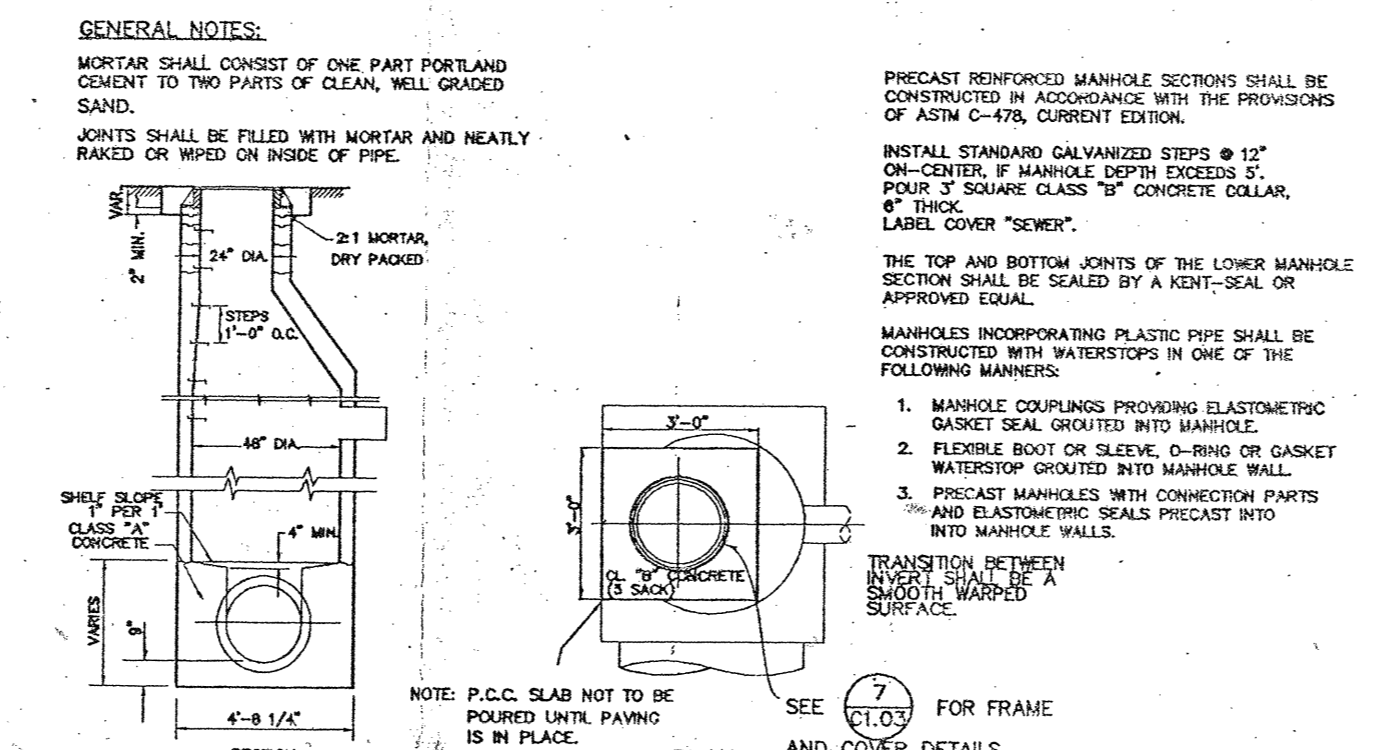 GENERAL NOTES:
MORTAR SHALL CONSIST OF ONE PART PORTLAND
CEMENT TO TWO PARTS OF CLEAN, WELL GRADED
SAND.
JOINTS SHALL BE FILLED WITH MORTAR AND NEATLY
RAKED OR WIPED ON INSIDE OF PIPE.
VAR.
2" MIN.
24" DIA.
2:1 MORTAR,
DRY PACKED
STEPS
1'-0" O.C.
48" DIA.
SHELF SLOPE
1" PER 1'
CLASS "A"
CONCRETE
4" MIN.
VARIES
9"
4'-8 1/4"
SECTION
3'-0"
3'-0"
CL. "B" CONCRETE
(3 SACK)
NOTE: P.C.C. SLAB NOT TO BE
POURED UNTIL PAVING
IS IN PLACE.
PRECAST REINFORCED MANHOLE SECTIONS SHALL BE
CONSTRUCTED IN ACCORDANCE WITH THE PROVISIONS
OF ASTM C-478, CURRENT EDITION.
INSTALL STANDARD GALVANIZED STEPS @ 12"
ON-CENTER, IF MANHOLE DEPTH EXCEEDS 5'.
POUR 3' SQUARE CLASS "B" CONCRETE COLLAR,
6" THICK.
LABEL COVER "SEWER".
THE TOP AND BOTTOM JOINTS OF THE LOWER MANHOLE
SECTION SHALL BE SEALED BY A KENT-SEAL OR
APPROVED EQUAL.
MANHOLES INCORPORATING PLASTIC PIPE SHALL BE
CONSTRUCTED WITH WATERSTOPS IN ONE OF THE
FOLLOWING MANNERS:
1. MANHOLE COUPLINGS PROVIDING ELASTOMETRIC
GASKET SEAL GROUTED INTO MANHOLE.
2. FLEXIBLE BOOT OR SLEEVE, O-RING OR GASKET
WATERSTOP GROUTED INTO MANHOLE WALL.
3. PRECAST MANHOLES WITH CONNECTION PARTS
AND ELASTOMETRIC SEALS PRECAST INTO
INTO MANHOLE WALLS.
TRANSITION BETWEEN
INVERT SHALL BE A
SMOOTH WARPED
SURFACE.
SEE 7 C1.03 FOR FRAME
AND COVER DETAILS